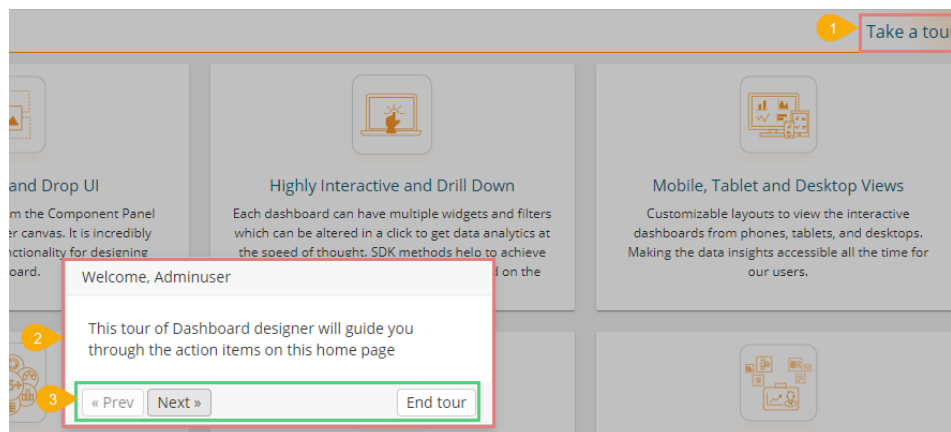 1
Take a tour
and Drop UI
m the Component Panel
er canvas. It is incredibly
nctionality for designing
oard.
Highly Interactive and Drill Down
Each dashboard can have multiple widgets and filters
which can be altered in a click to get data analytics at
the speed of thought. SDK methods help to achieve
d on the
Mobile, Tablet and Desktop Views
Customizable layouts to view the interactive
dashboards from phones, tablets, and desktops.
Making the data insights accessible all the time for
our users.
Welcome, Adminuser
2
This tour of Dashboard designer will guide you
through the action items on this home page
3
« Prev Next » End tour